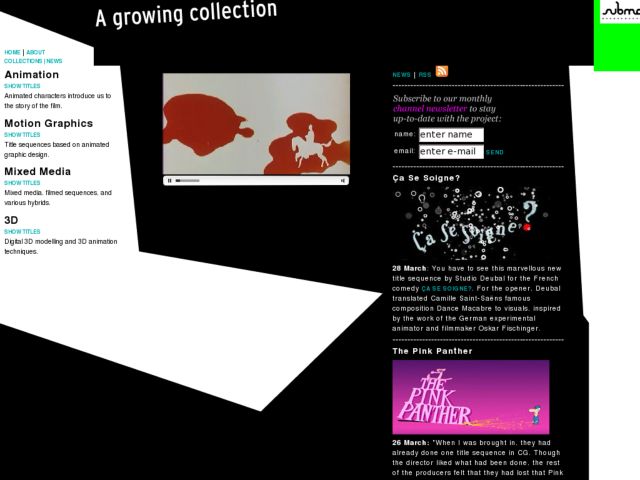 A growing collection
subma
HOME | ABOUT
COLLECTIONS | NEWS
Animation
SHOW TITLES
Animated characters introduce us to
the story of the film.
Motion Graphics
SHOW TITLES
Title sequences based on animated
graphic design.
Mixed Media
SHOW TITLES
Mixed media, filmed sequences, and
various hybrids.
3D
SHOW TITLES
Digital 3D modelling and 3D animation
techniques.
NEWS | RSS
Subscribe to our monthly
channel newsletter to stay
up-to-date with the project:
name: enter name
email: enter e-mail SEND
Ça Se Soigne?
Ça Se Soigne?
28 March: You have to see this marvellous new
title sequence by Studio Deubal for the French
comedy ÇA SE SOIGNE?. For the opener, Deubal
translated Camille Saint-Saëns famous
composition Dance Macabre to visuals, inspired
by the work of the German experimental
animator and filmmaker Oskar Fischinger.
The Pink Panther
THE
PINK
PANTHER
26 March: "When I was brought in, they had
already done one title sequence in CG. Though
the director liked what had been done, the rest
of the producers felt that they had lost that Pink